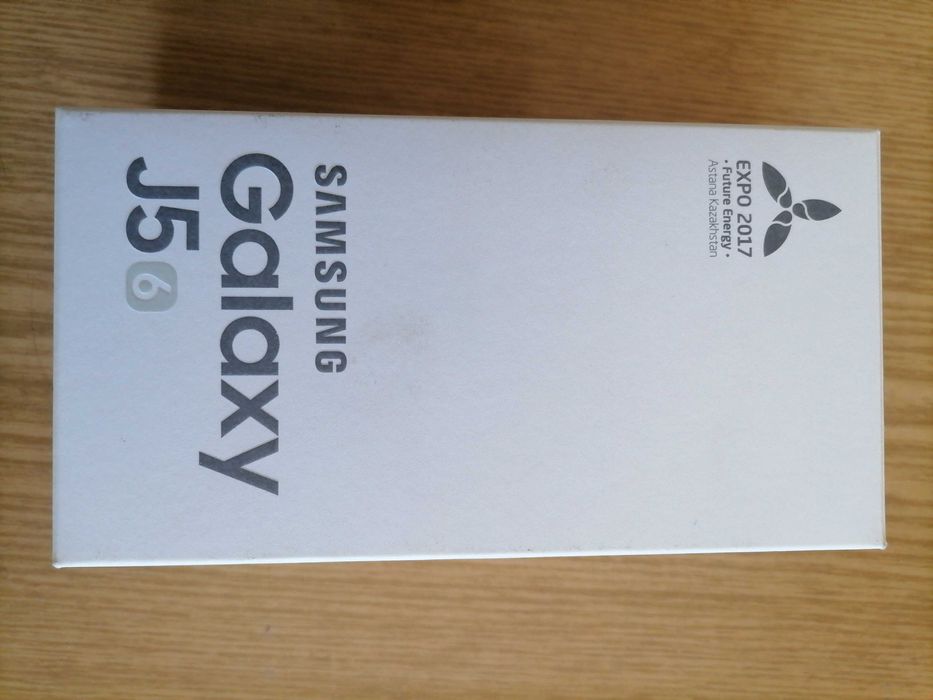 EXPO 2017
• Future Energy •
Astana Kazakhstan
SAMSUNG
Galaxy
J5 6